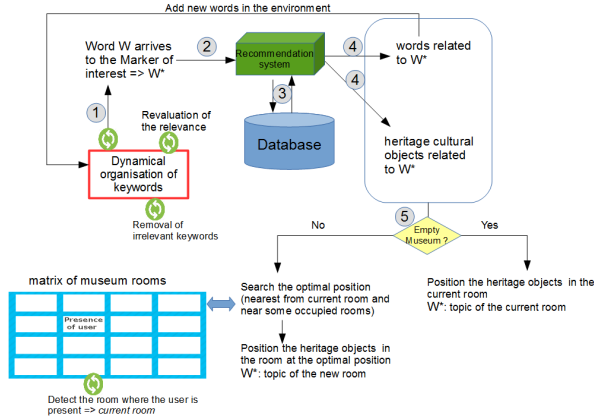 Add new words in the environment
Word W arrives
to the Marker of
interest => W*
2
Recommendation
system
4
words related
to W*
4
3
1
Revaluation of
the relevance
Database
heritage cultural
objects related
to W*
Dynamical
organisation of
keywords
Removal of
irrelevant keywords
5
No
Empty
Museum ?
Yes
matrix of museum rooms
Presence
of user
Search the optimal position
(nearest from current room and
near some occupied rooms)
Position the heritage objects in the
current room
W*: topic of the current room
Position the heritage objects in
the room at the optimal position
W*: topic of the new room
Detect the room where the user is
present => current room